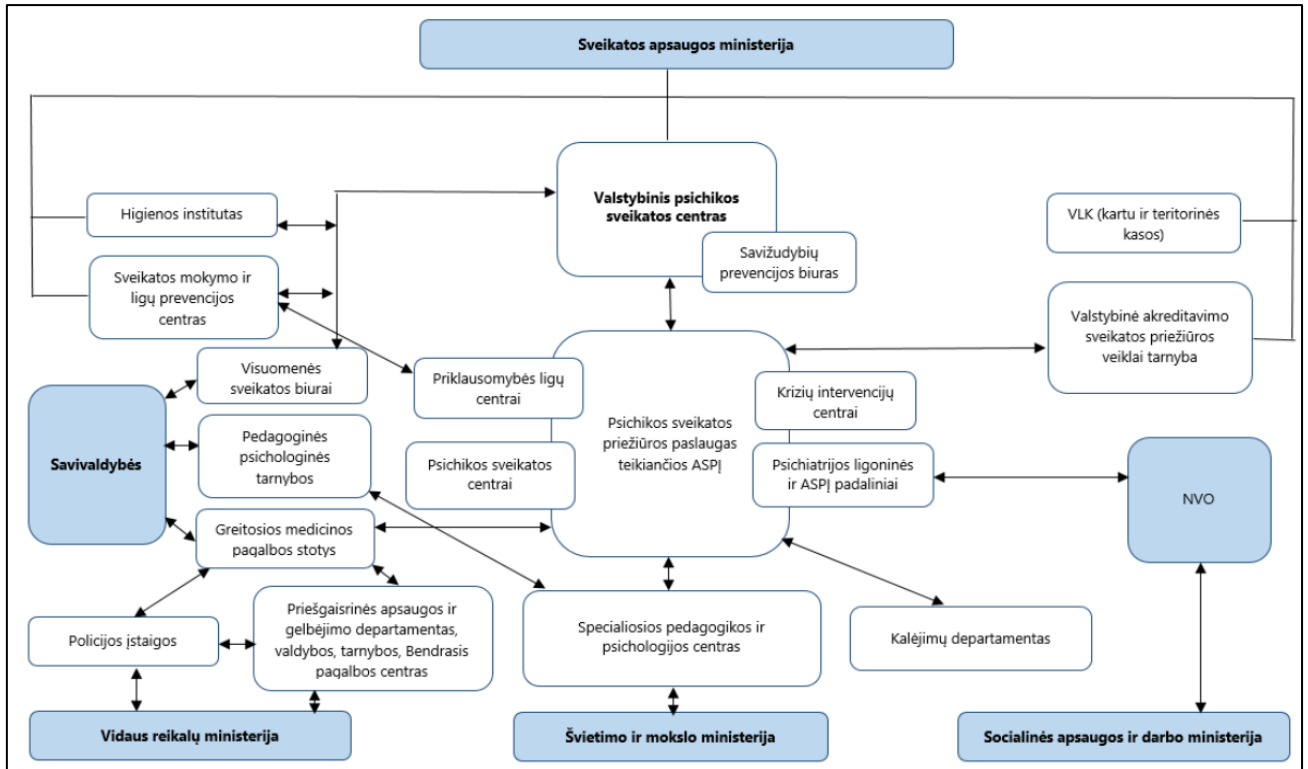 Sveikatos apsaugos ministerija
Valstybinis psichikos
sveikatos centras
Savižudybių
prevencijos biuras
Higienos institutas
VLK (kartu ir teritorinės
kasos)
Sveikatos mokymo ir
ligų prevencijos
centras
Valstybinė akreditavimo
sveikatos priežiūros
veiklai tarnyba
Visuomenės
sveikatos biurai
Priklausomybės ligų
centrai
Krizių intervencijų
centrai
Psichikos sveikatos
priežiūros paslaugas
teikiančios ASPĮ
Savivaldybės
Pedagoginės
psichologinės
tarnybos
Psichikos sveikatos
centrai
Psichiatrijos ligoninės
ir ASPĮ padaliniai
NVO
Greitosios medicinos
pagalbos stotys
Policijos įstaigos
Priešgaisrinės apsaugos ir
gelbėjimo departamentas,
valdybos, tarnybos, Bendrasis
pagalbos centras
Specialiosios pedagogikos ir
psichologijos centras
Kalėjimų departamentas
Vidaus reikalų ministerija
Švietimo ir mokslo ministerija
Socialinės apsaugos ir darbo ministerija